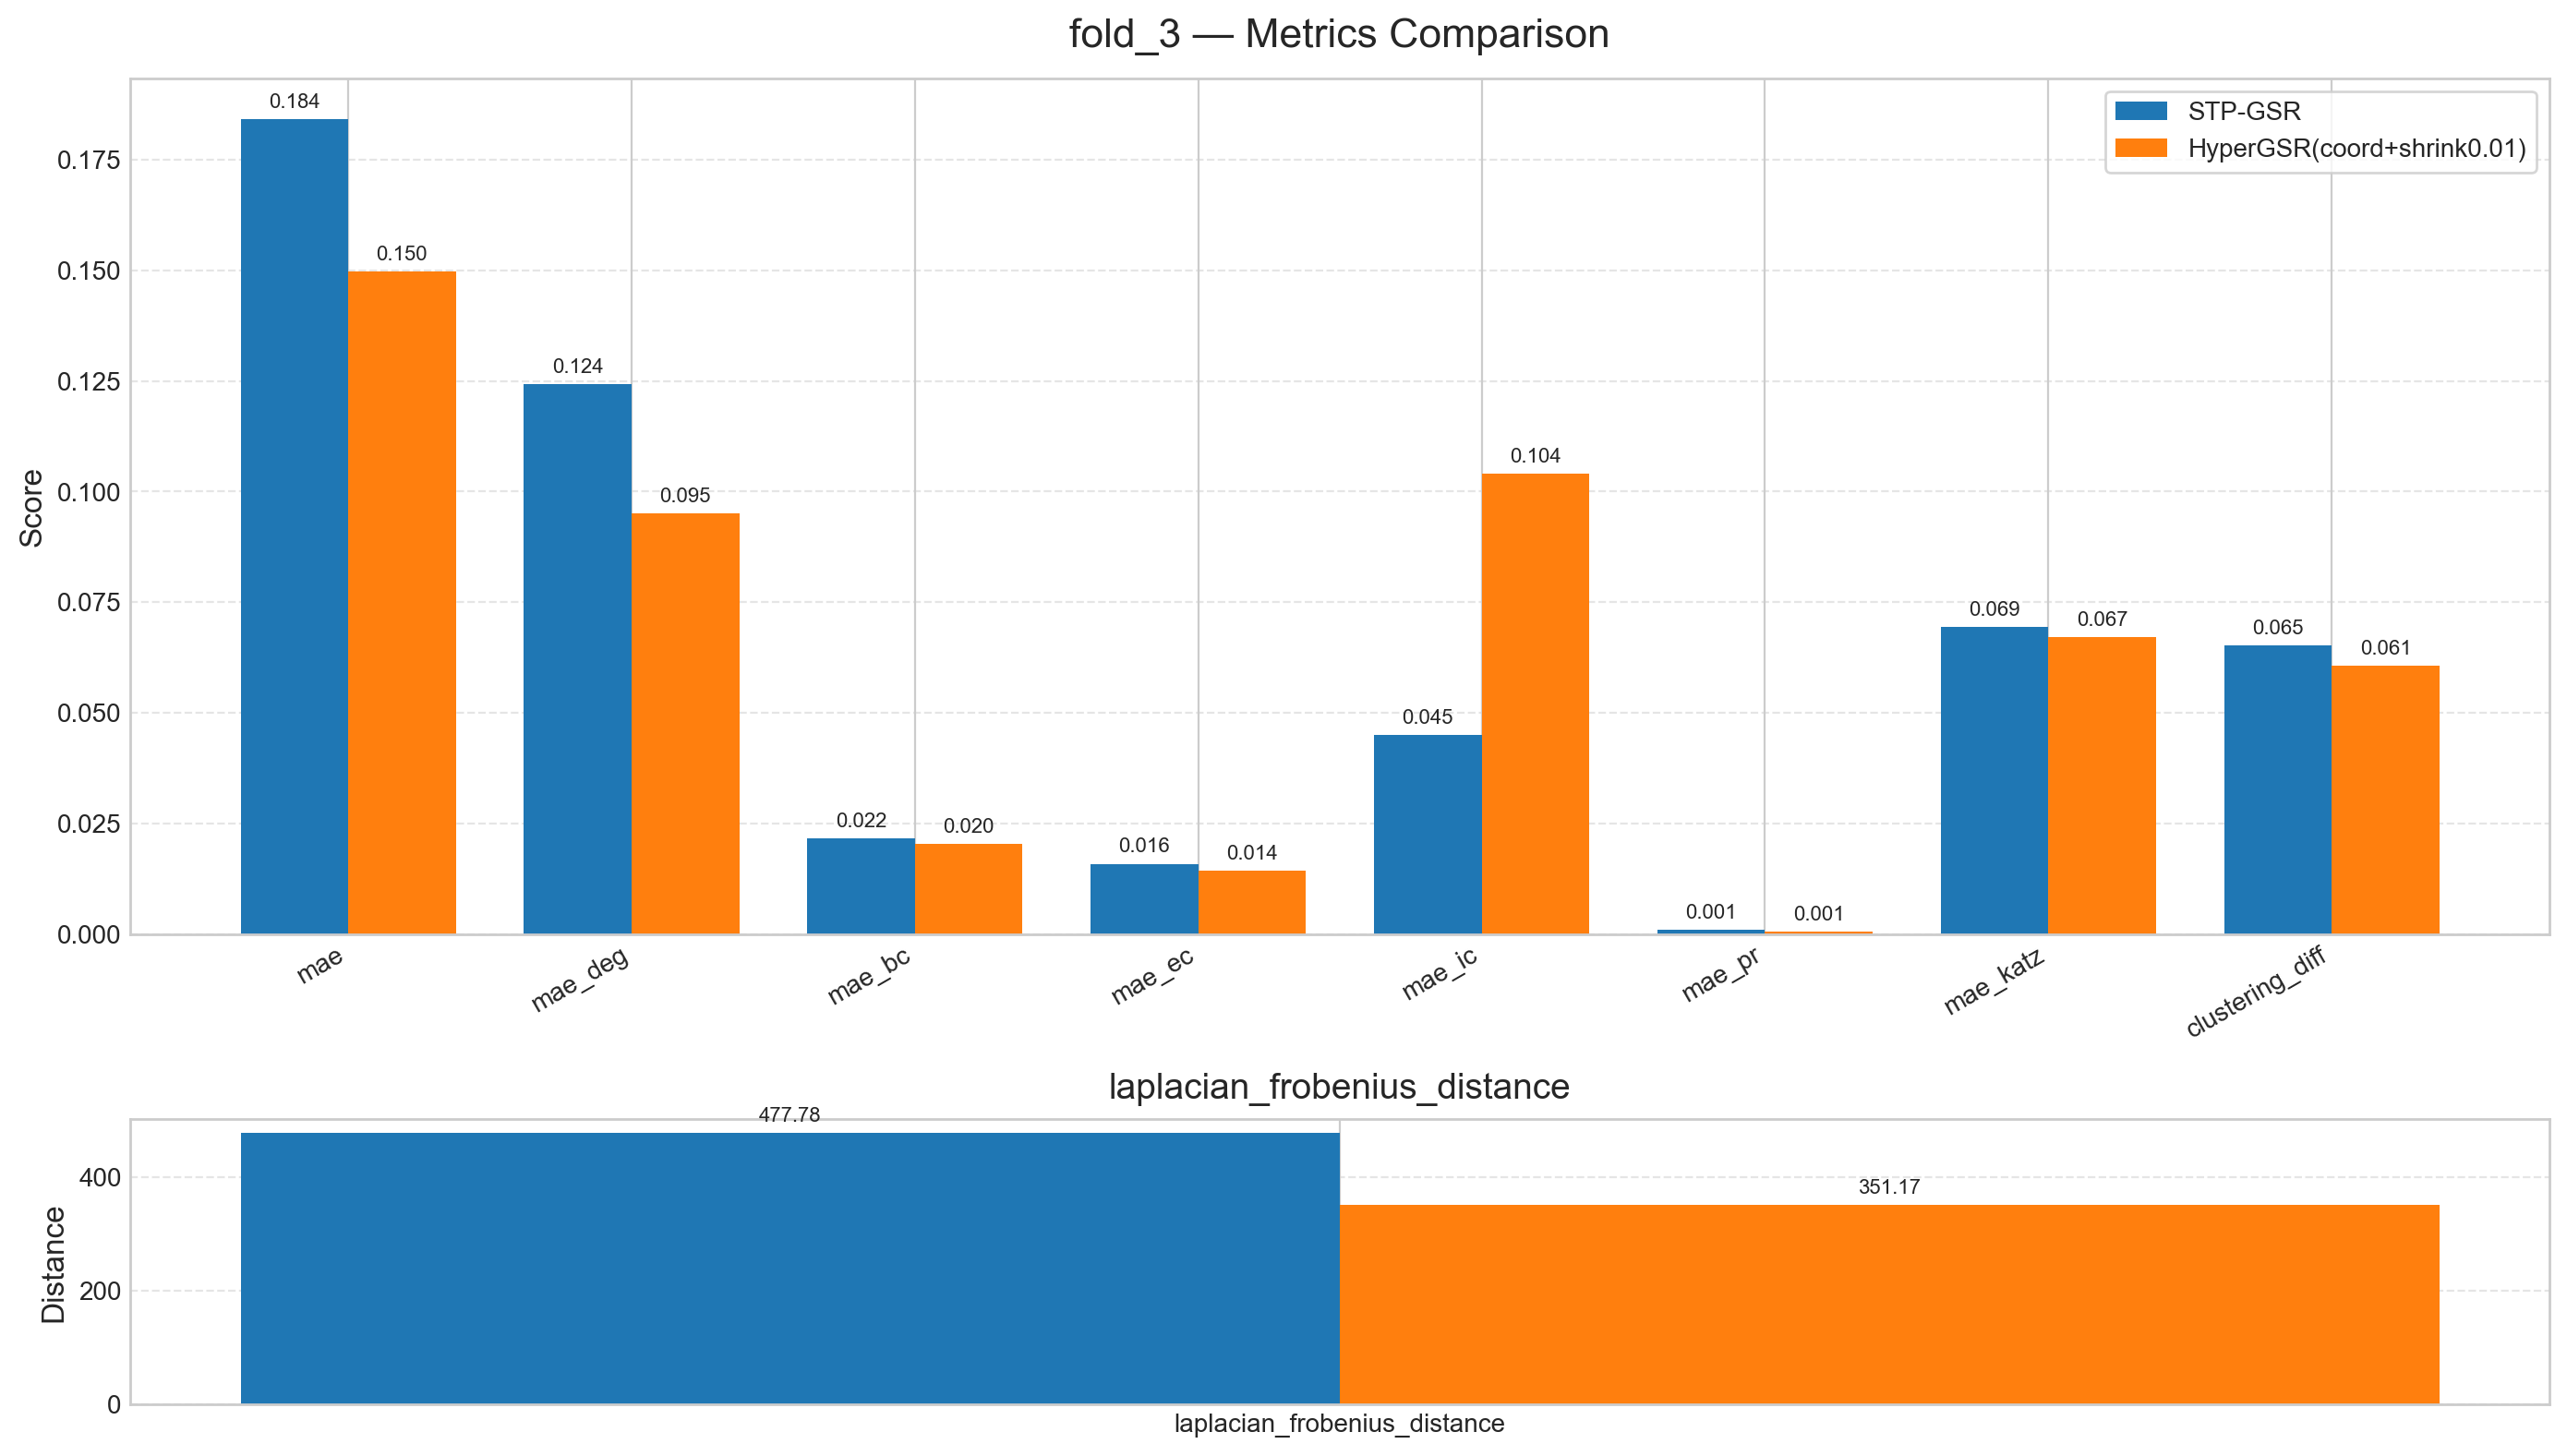 fold_3 — Metrics Comparison
STP-GSR
HyperGSR(coord+shrink0.01)
Score
0.175
0.150
0.125
0.100
0.075
0.050
0.025
0.000
0.184
0.150
0.124
0.095
0.022
0.020
0.016
0.014
0.045
0.104
0.001
0.001
0.069
0.067
0.065
0.061
mae
mae_deg
mae_bc
mae_ec
mae_ic
mae_pr
mae_katz
clustering_diff
laplacian_frobenius_distance
Distance
400
200
0
477.78
351.17
laplacian_frobenius_distance